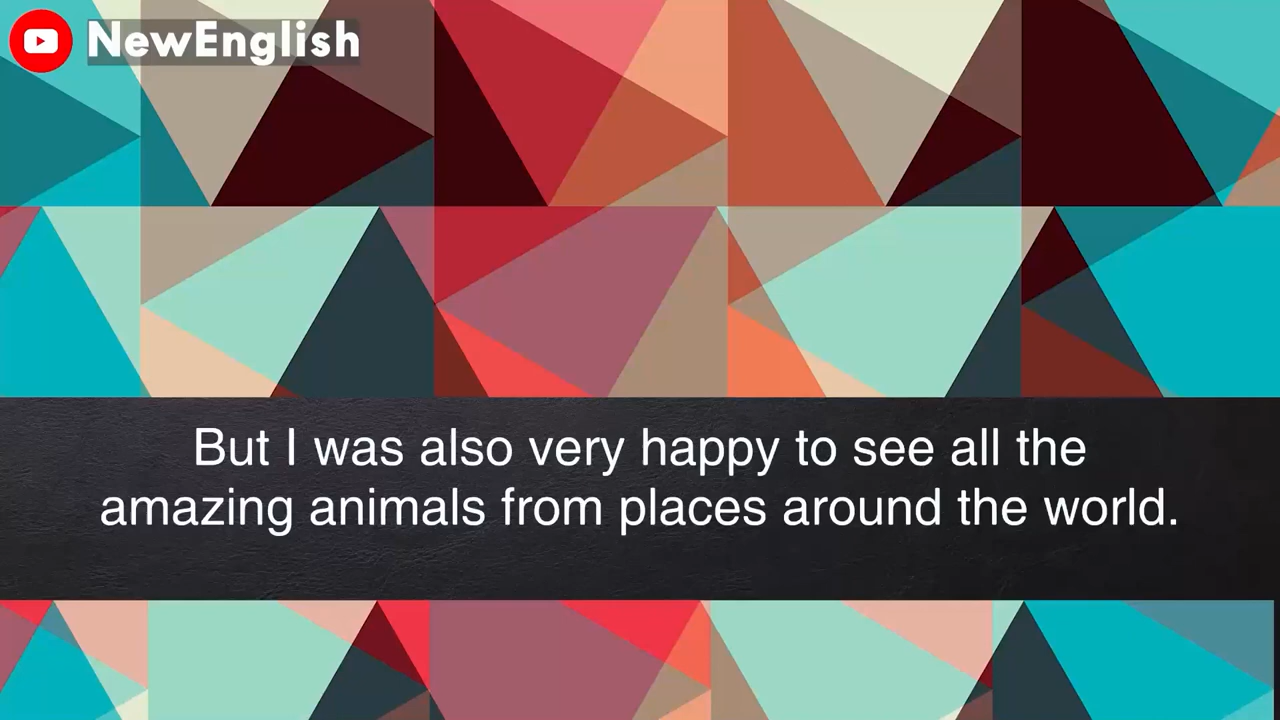 NewEnglish
But I was also very happy to see all the
amazing animals from places around the world.